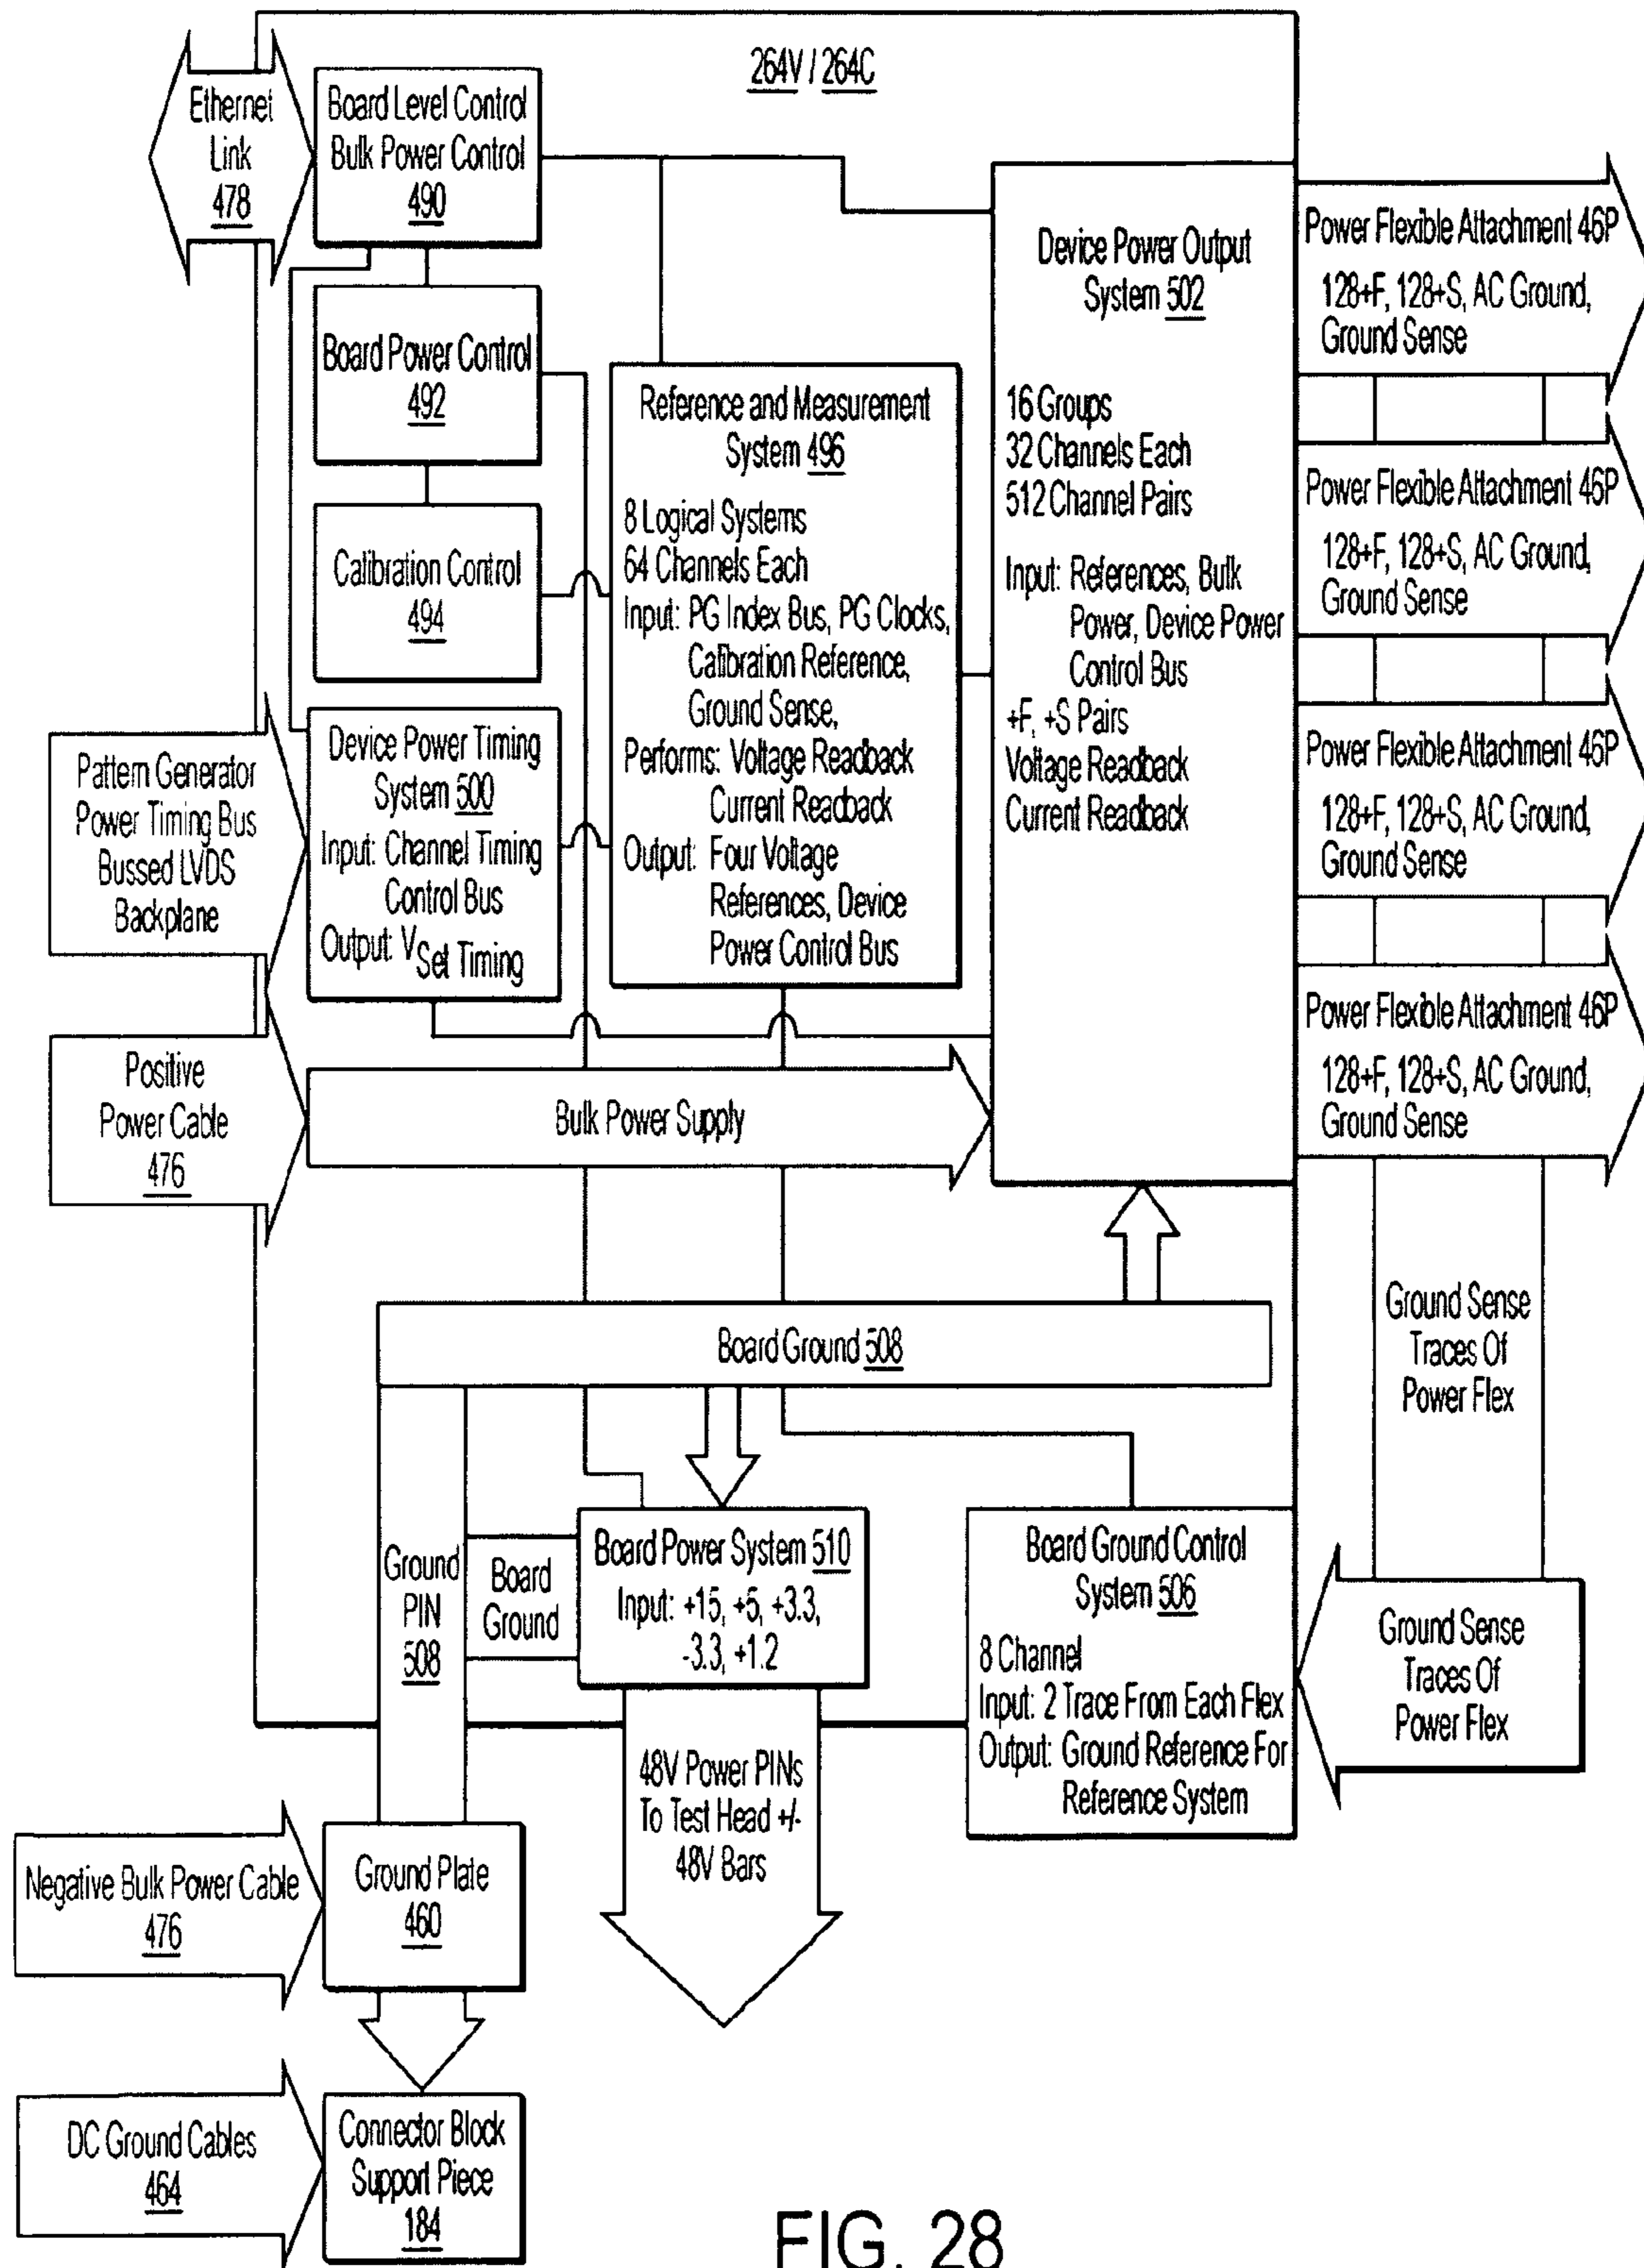 264V / 264C
Ethernet
Link
478
Board Level Control
Bulk Power Control
490
Board Power Control
492
Calibration Control
494
Pattern Generator
Power Timing Bus
Bussed LVDS
Backplane
Device Power Timing
System 500
Input: Channel Timing
Control Bus
Output: VSet Timing
Reference and Measurement
System 496
8 Logical Systems
64 Channels Each
Input: PG Index Bus, PG Clocks,
Calibration Reference,
Ground Sense,
Performs: Voltage Readback
Current Readback
Output: Four Voltage
References, Device
Power Control Bus
Device Power Output
System 502
16 Groups
32 Channels Each
512 Channel Pairs
Input: References, Bulk
Power, Device Power
Control Bus
+F, +S Pairs
Voltage Readback
Current Readback
Power Flexible Attachment 46P
128+F, 128+S, AC Ground,
Ground Sense
Power Flexible Attachment 46P
128+F, 128+S, AC Ground,
Ground Sense
Power Flexible Attachment 46P
128+F, 128+S, AC Ground,
Ground Sense
Power Flexible Attachment 46P
128+F, 128+S, AC Ground,
Ground Sense
Positive
Power Cable
476
Bulk Power Supply
Board Ground 508
Ground Sense
Traces Of
Power Flex
Ground
PIN
508
Board
Ground
Board Power System 510
Input: +15, +5, +3.3,
-3.3, +1.2
Board Ground Control
System 506
8 Channel
Input: 2 Trace From Each Flex
Output: Ground Reference For
Reference System
Ground Sense
Traces Of
Power Flex
48V Power PINs
To Test Head +/-
48V Bars
Negative Bulk Power Cable
476
Ground Plate
460
DC Ground Cables
464
Connector Block
Support Piece
184
FIG. 28